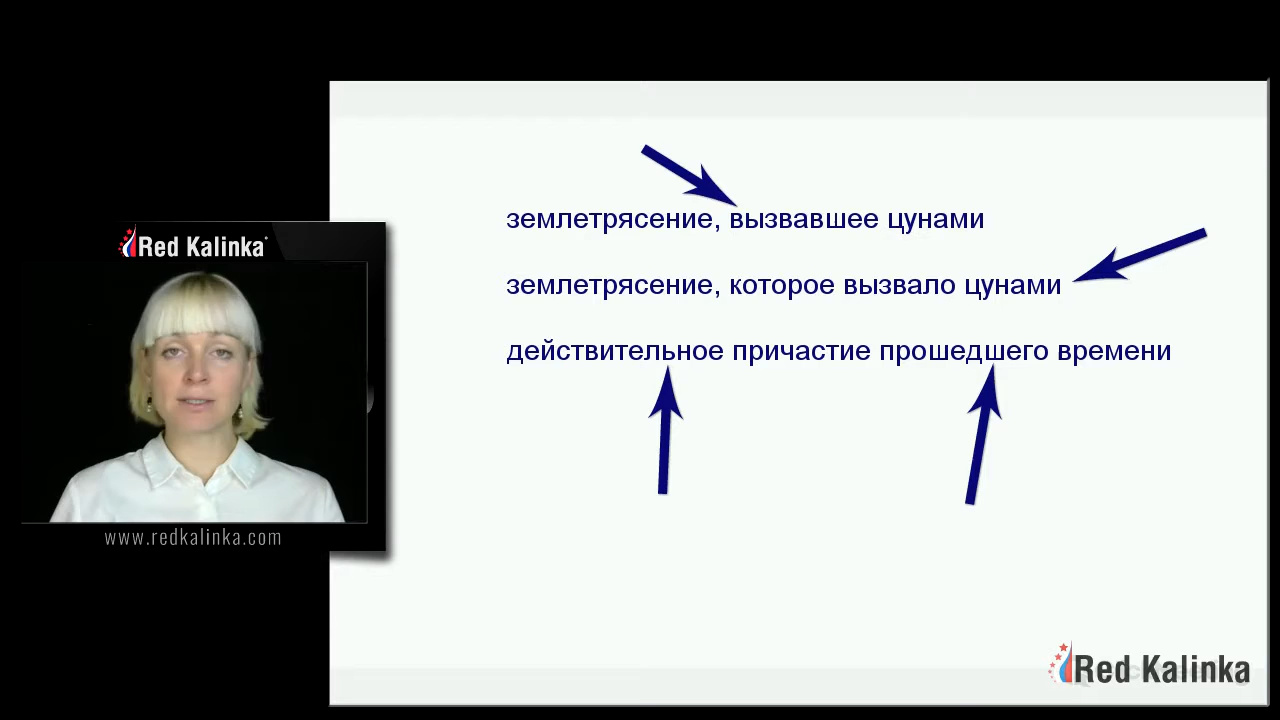 Red Kalinka
www.redkalinka.com
землетрясение, вызвавшее цунами
землетрясение, которое вызвало цунами
действительное причастие прошедшего времени
Red Kalinka